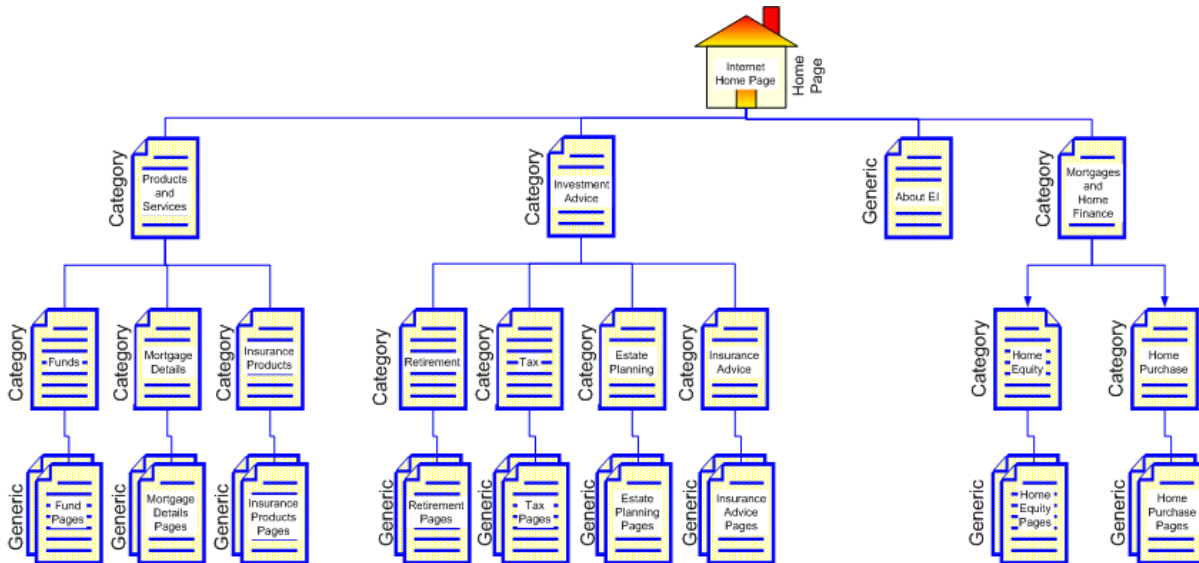 Internet
Home Page
Home
Page
Category
Products
and
Services
Category
Investment
Advice
Generic
About EI
Category
Mortgages
and
Home
Finance
Category
Funds
Category
Mortgage
Details
Category
Insurance
Products
Category
Retirement
Category
Tax
Category
Estate
Planning
Category
Insurance
Advice
Category
Home
Equity
Category
Home
Purchase
Generic
Fund
Pages
Generic
Mortgage
Details
Pages
Generic
Insurance
Products
Pages
Generic
Retirement
Pages
Generic
Tax
Pages
Generic
Estate
Planning
Pages
Generic
Insurance
Advice
Pages
Generic
Home
Equity
Pages
Generic
Home
Purchase
Pages